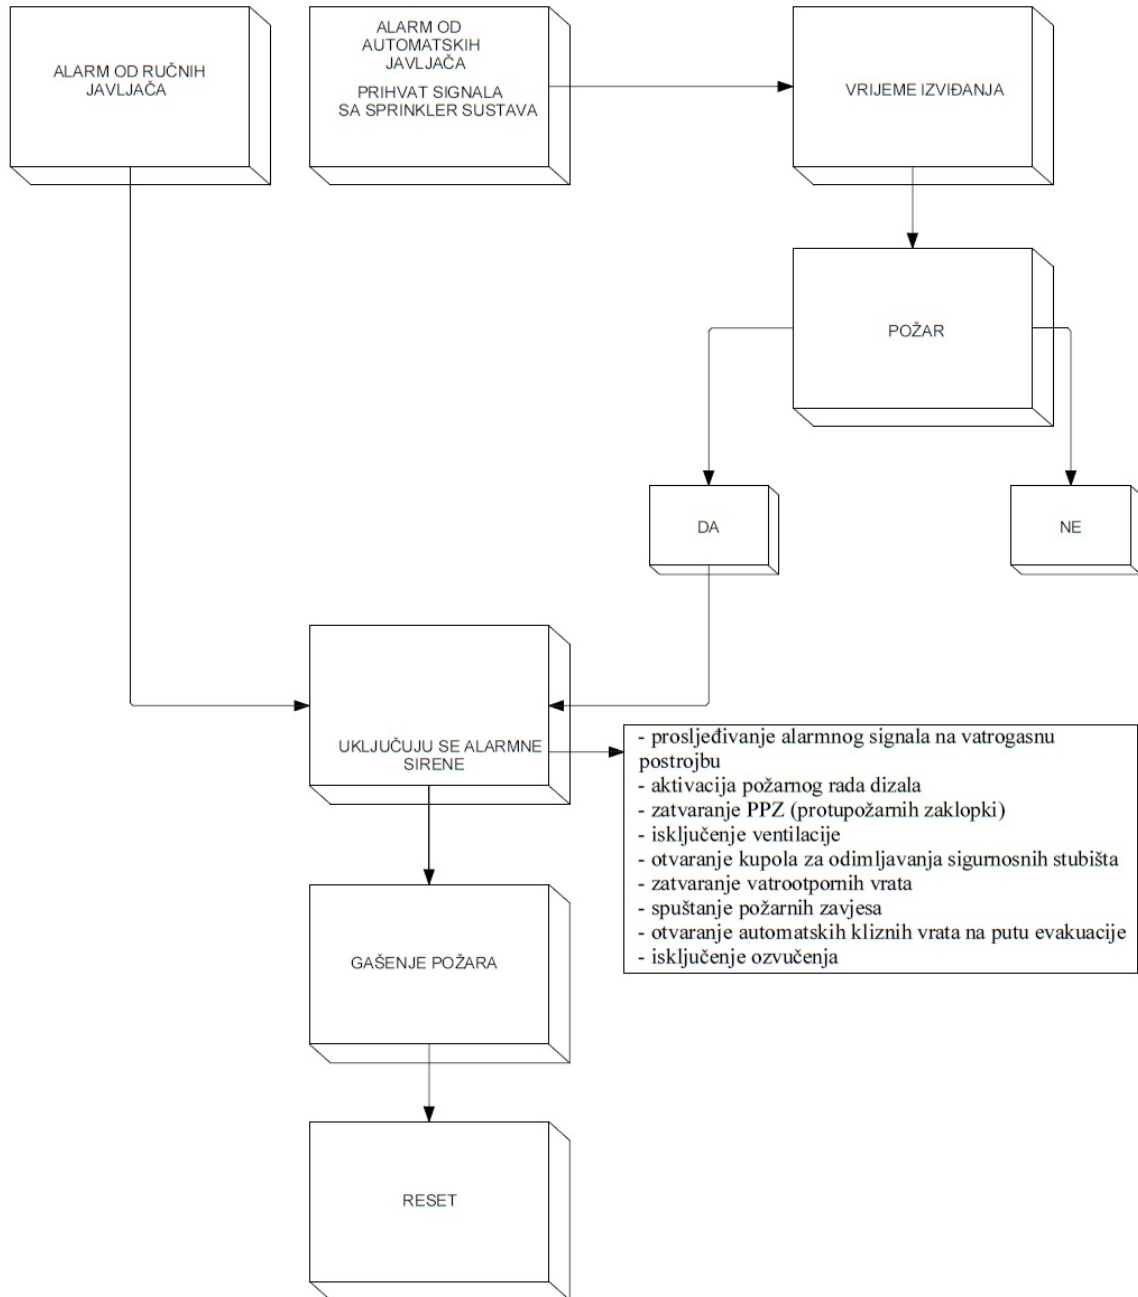 ALARM OD RUČNIH
JAVLJAČA
ALARM OD
AUTOMATSKIH
JAVLJAČA
PRIHVAT SIGNALA
SA SPRINKLER SUSTAVA
VRIJEME IZVIĐANJA
POŽAR
DA
NE
UKLJUČUJU SE ALARMNE
SIRENE
- prosljeđivanje alarmnog signala na vatrogasnu
postrojbu
- aktivacija požarnog rada dizala
- zatvaranje PPZ (protupožarnih zaklopki)
- isključenje ventilacije
- otvaranje kupola za odimljavanja sigurnosnih stubišta
- zatvaranje vatrootpornih vrata
- spuštanje požarnih zavjesa
- otvaranje automatskih kliznih vrata na putu evakuacije
- isključenje ozvučenja
GAŠENJE POŽARA
RESET